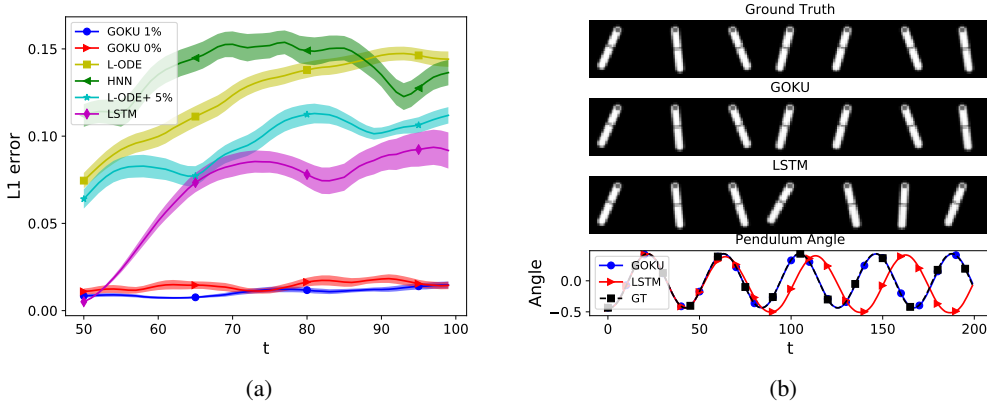 GOKU 1%
GOKU 0%
L-ODE
HNN
L-ODE+ 5%
LSTM
0.15
0.10
0.05
0.00
L1 error
50 60 70 80 90 100
t
(a)
Ground Truth
GOKU
LSTM
Pendulum Angle
Angle
0.0
−0.5
GOKU
LSTM
GT
0 50 100 150 200
t
(b)